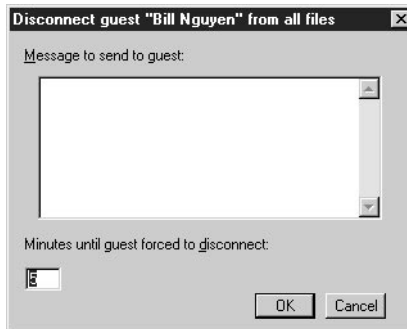 Disconnect guest "Bill Nguyen" from all files
Message to send to guest:
Minutes until guest forced to disconnect:
5
OK Cancel